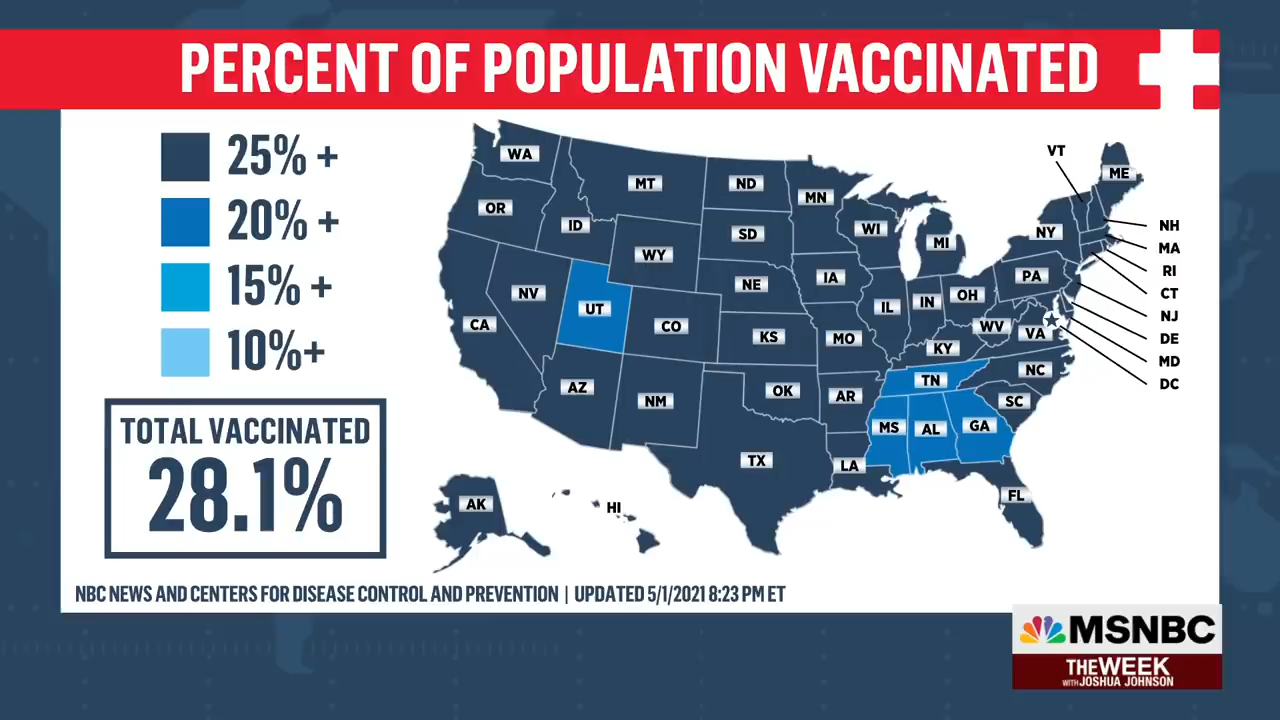 PERCENT OF POPULATION VACCINATED
25% +
20% +
15% +
10%+
TOTAL VACCINATED
28.1%
WA
OR
CA
NV
ID
MT
WY
UT
AZ
CO
NM
ND
SD
NE
KS
OK
TX
MN
IA
MO
AR
LA
WI
IL
MI
IN
OH
KY
TN
MS
AL
GA
FL
SC
NC
VA
WV
PA
NY
VT
ME
NH
MA
RI
CT
NJ
DE
MD
DC
AK
HI
NBC NEWS AND CENTERS FOR DISEASE CONTROL AND PREVENTION | UPDATED 5/1/2021 8:23 PM ET
MSNBC
THE WEEK
WITH JOSHUA JOHNSON